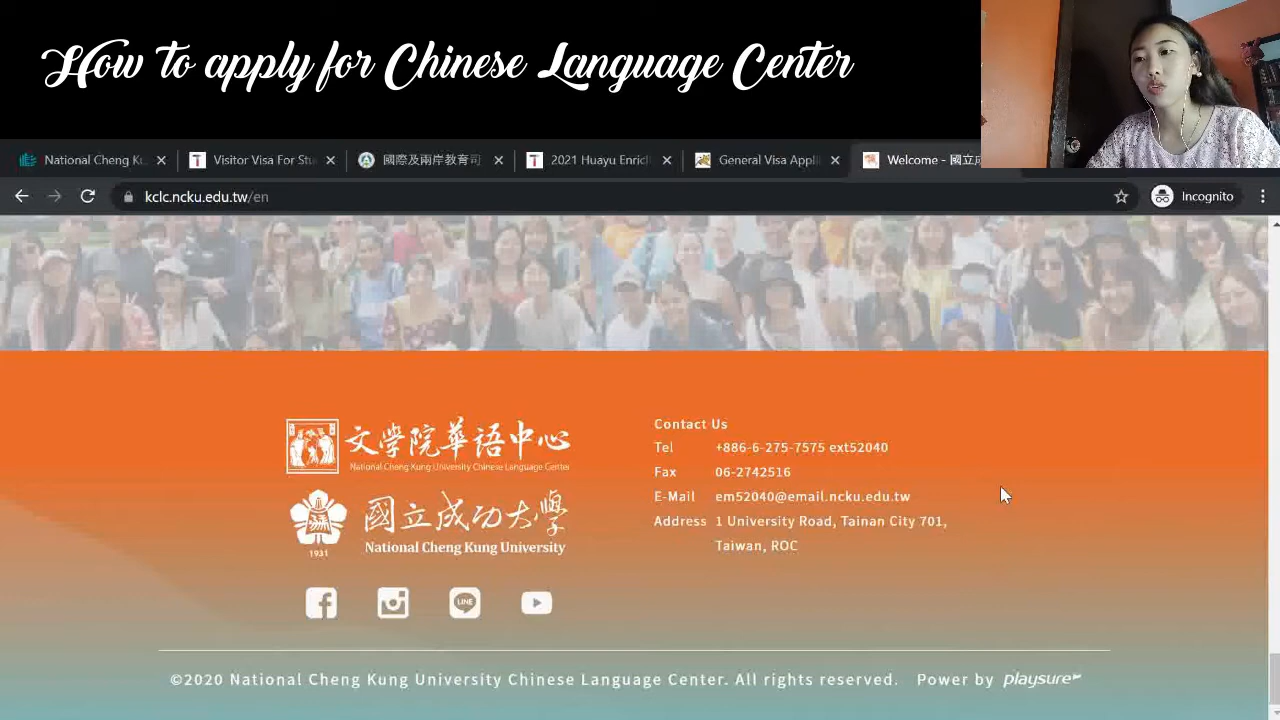 How to apply for Chinese Language Center
National Cheng K
Visitor Visa For Stu
國際及兩岸教育司
2021 Huayu Enrich
General Visa Appli
Welcome - 國立成
kclc.ncku.edu.tw/en
Incognito
文學院華語中心
National Cheng Kung University Chinese Language Center
國立成功大學
National Cheng Kung University
1931
LINE
Contact Us
Tel +886-6-275-7575 ext52040
Fax 06-2742516
E-Mail em52040@email.ncku.edu.tw
Address 1 University Road, Tainan City 701,
Taiwan, ROC
©2020 National Cheng Kung University Chinese Language Center. All rights reserved. Power by playsure